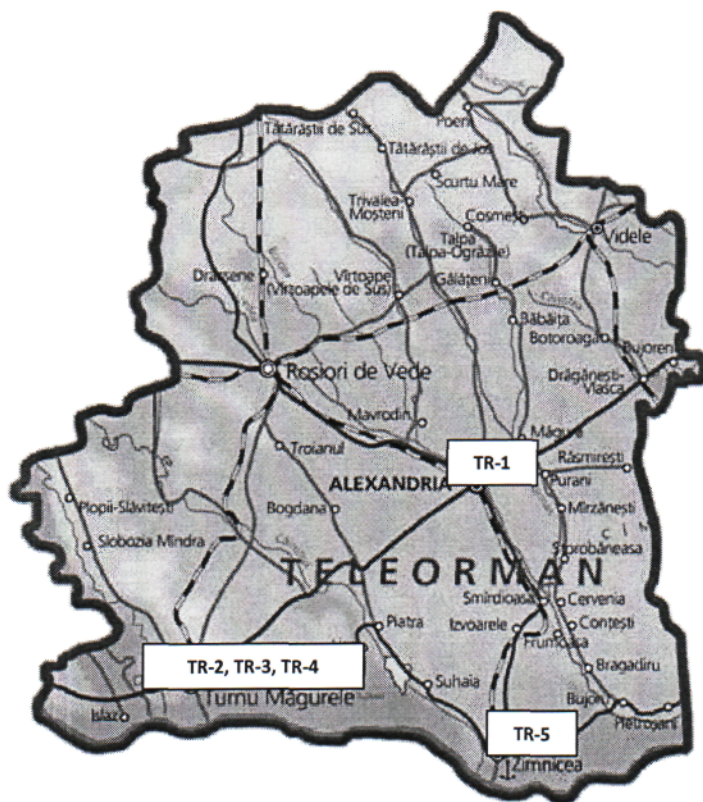 Poeni
Tătărăștii de Sus
Tătărăștii de Jos
Scurtu Mare
Trivalea-
Moșteni
Cosmești
Talpa
(Talpa-Ogrăzile)
Videle
Drăcșene
Vîrtoape
(Vîrtoapele de Sus)
Gălățeni
Băbăița
Botoroaga
Bujoreni
Roșiori de Vede
Drăgănești-
Vlașca
Mavrodin
Măgura
Troianul
TR-1
Răsmirești
ALEXANDRIA
Purani
Plopii-Slăvitești
Bogdana
Mîrzănești
Slobozia Mîndra
Storobăneasa
TELEORMAN
Smîrdioasa
Cervenia
Piatra
Izvoarele
Conțești
Frumoasa
TR-2, TR-3, TR-4
Bragadiru
Suhaia
Turnu Măgurele
Bujoru
Islaz
Pietroșani
TR-5
Zimnicea